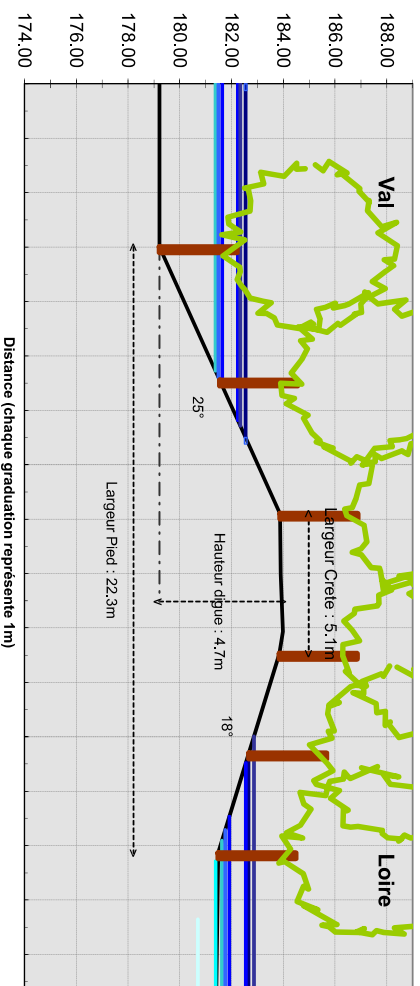 188.00
186.00
184.00
182.00
180.00
178.00
176.00
174.00
Val
Loire
Largeur Crete : 5.1m
Hauteur digue : 4.7m
25°
18°
Largeur Pied : 22.3m
Distance (chaque graduation représente 1m)